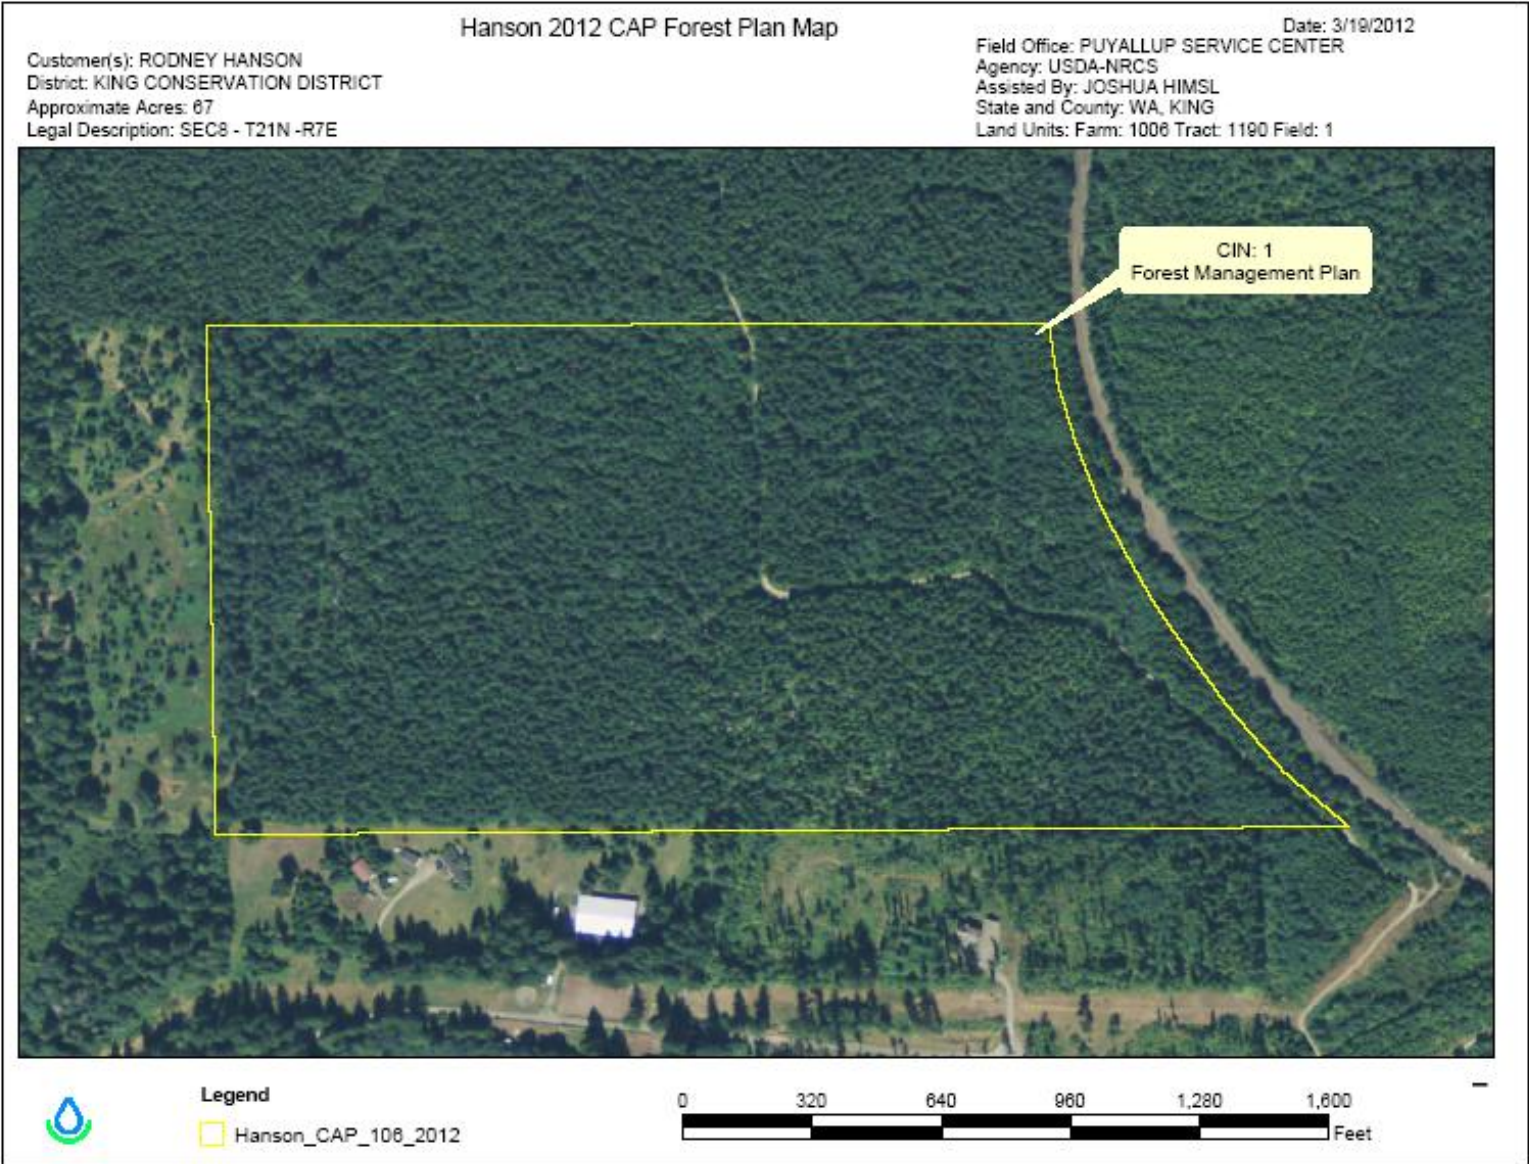 Hanson 2012 CAP Forest Plan Map
Date: 3/19/2012
Customer(s): RODNEY HANSON
District: KING CONSERVATION DISTRICT
Approximate Acres: 67
Legal Description: SEC8 - T21N -R7E
Field Office: PUYALLUP SERVICE CENTER
Agency: USDA-NRCS
Assisted By: JOSHUA HIMSL
State and County: WA, KING
Land Units: Farm: 1006 Tract: 1190 Field: 1
CIN: 1
Forest Management Plan
Legend
Hanson_CAP_106_2012
0 320 640 960 1,280 1,600
Feet